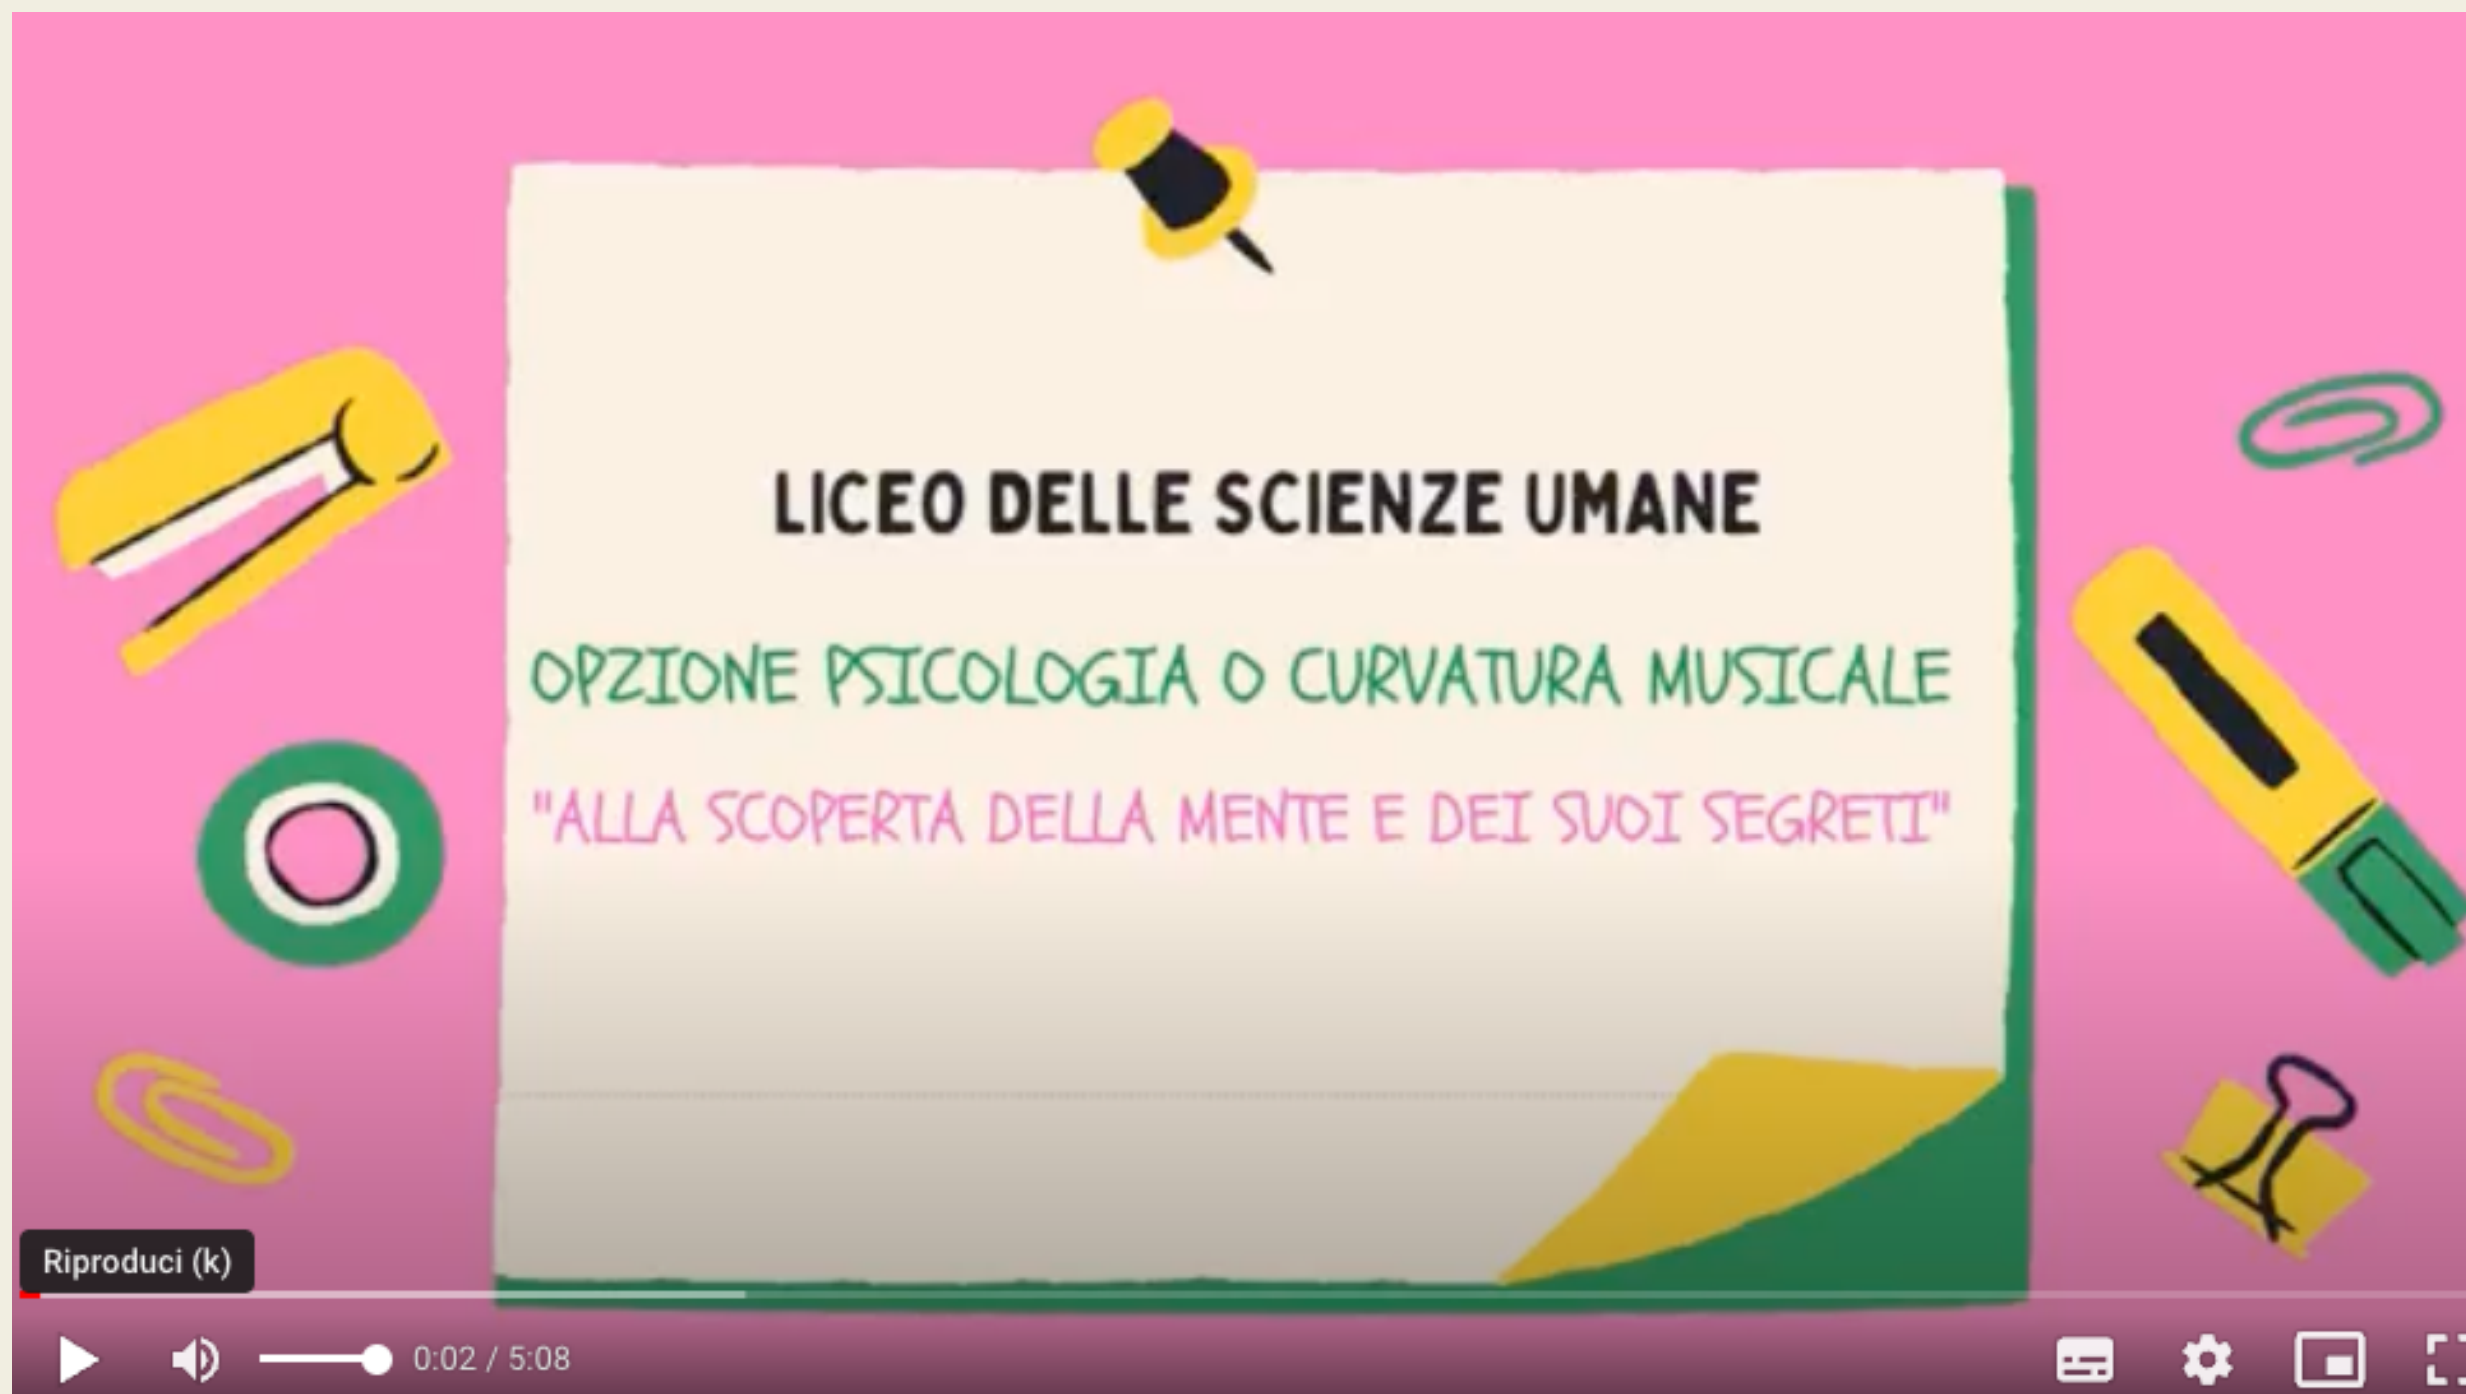 LICEO DELLE SCIENZE UMANE
OPZIONE PSICOLOGIA O CURVATURA MUSICALE
"ALLA SCOPERTA DELLA MENTE E DEI SUOI SEGRETI"
Riproduci (k)
0:02 / 5:08